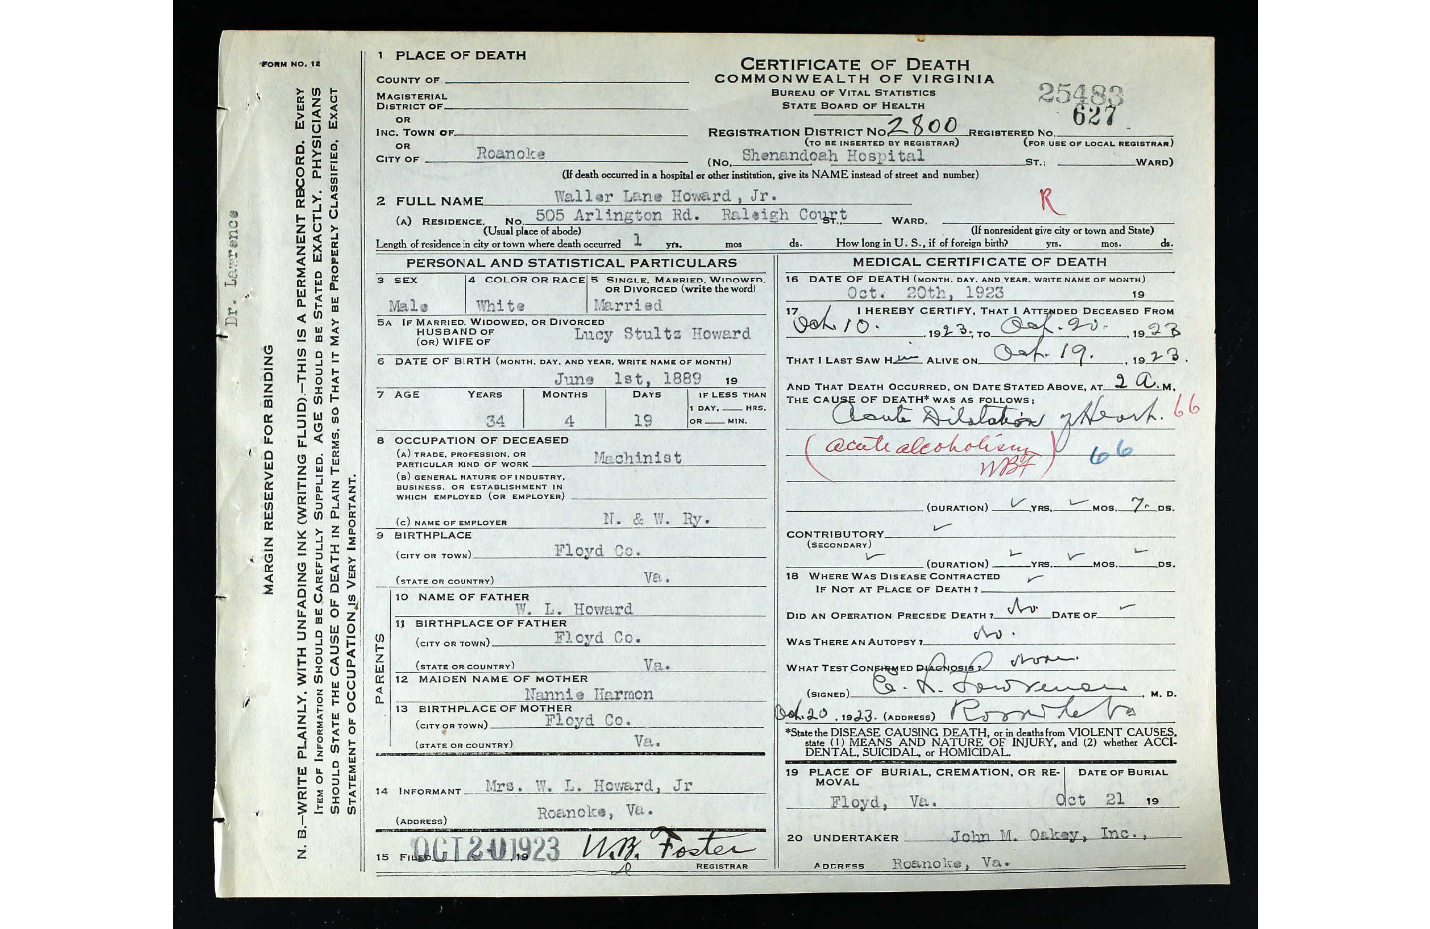 FORM NO. 12
MARGIN RESERVED FOR BINDING
N. B.—WRITE PLAINLY, WITH UNFADING INK (WRITING FLUID).—THIS IS A PERMANENT RECORD. EVERY
ITEM OF INFORMATION SHOULD BE CAREFULLY SUPPLIED. AGE SHOULD BE STATED EXACTLY. PHYSICIANS
SHOULD STATE THE CAUSE OF DEATH IN PLAIN TERMS, SO THAT IT MAY BE PROPERLY CLASSIFIED. EXACT
STATEMENT OF OCCUPATION IS VERY IMPORTANT.
Dr. Lawrence
1 PLACE OF DEATH
COUNTY OF
MAGISTERIAL
DISTRICT OF
OR
INC. TOWN OF
OR
CITY OF Roanoke
CERTIFICATE OF DEATH
COMMONWEALTH OF VIRGINIA
BUREAU OF VITAL STATISTICS
STATE BOARD OF HEALTH
25483
627
REGISTRATION DISTRICT NO. 2800 REGISTERED NO.
(TO BE INSERTED BY REGISTRAR) (FOR USE OF LOCAL REGISTRAR)
(No. Shenandoah Hospital ST.; WARD)
(If death occurred in a hospital or other institution, give its NAME instead of street and number)
2 FULL NAME Waller Lane Howard, Jr.
R
(A) RESIDENCE. No. 505 Arlington Rd. Raleigh Court ST., WARD.
(Usual place of abode) (If nonresident give city or town and State)
Length of residence in city or town where death occurred 1 yrs. mos ds. How long in U. S., if of foreign birth? yrs. mos. ds.
PERSONAL AND STATISTICAL PARTICULARS
3 SEX
Male
4 COLOR OR RACE
White
5 SINGLE, MARRIED, WIDOWED,
OR DIVORCED (write the word)
Married
5A IF MARRIED, WIDOWED, OR DIVORCED
HUSBAND OF
(OR) WIFE OF
Lucy Stultz Howard
6 DATE OF BIRTH (MONTH, DAY, AND YEAR, WRITE NAME OF MONTH)
June 1st, 1889 19
7 AGE YEARS MONTHS DAYS IF LESS THAN
1 DAY, HRS.
34 4 19 OR MIN.
8 OCCUPATION OF DECEASED
(A) TRADE, PROFESSION, OR
PARTICULAR KIND OF WORK Machinist
(B) GENERAL NATURE OF INDUSTRY,
BUSINESS, OR ESTABLISHMENT IN
WHICH EMPLOYED (OR EMPLOYER)
(C) NAME OF EMPLOYER N. & W. Ry.
9 BIRTHPLACE
(CITY OR TOWN) Floyd Co.
(STATE OR COUNTRY) Va.
PARENTS
10 NAME OF FATHER
W. L. Howard
11 BIRTHPLACE OF FATHER
(CITY OR TOWN) Floyd Co.
(STATE OR COUNTRY) Va.
12 MAIDEN NAME OF MOTHER
Nannie Harmon
13 BIRTHPLACE OF MOTHER
(CITY OR TOWN) Floyd Co.
(STATE OR COUNTRY) Va.
14 INFORMANT Mrs. W. L. Howard, Jr
(ADDRESS) Roanoke, Va.
15 FILED OCT 20 1923 , 19 W.B. Foster
REGISTRAR
MEDICAL CERTIFICATE OF DEATH
16 DATE OF DEATH (MONTH, DAY, AND YEAR, WRITE NAME OF MONTH)
Oct. 20th, 1923 19
17 I HEREBY CERTIFY, THAT I ATTENDED DECEASED FROM
Oct. 10. , 1923, TO Oct. 20. , 1923
THAT I LAST SAW Him ALIVE ON Oct. 19. , 1923.
AND THAT DEATH OCCURRED, ON DATE STATED ABOVE, AT 2 A. M.
THE CAUSE OF DEATH* WAS AS FOLLOWS:
Acute Dilatation of Heart. 66
(acute alcoholism
WBF) 66
(DURATION) YRS. MOS. 7 DS.
CONTRIBUTORY
(SECONDARY)
(DURATION) YRS. MOS. DS.
18 WHERE WAS DISEASE CONTRACTED
IF NOT AT PLACE OF DEATH?
DID AN OPERATION PRECEDE DEATH? No. DATE OF
WAS THERE AN AUTOPSY? No.
WHAT TEST CONFIRMED DIAGNOSIS? None.
(SIGNED) Lawrence , M. D.
Oct. 20, 1923. (ADDRESS) Roanoke Va
*State the DISEASE CAUSING DEATH, or in deaths from VIOLENT CAUSES,
state (1) MEANS AND NATURE OF INJURY, and (2) whether ACCI-
DENTAL, SUICIDAL, or HOMICIDAL.
19 PLACE OF BURIAL, CREMATION, OR RE-
MOVAL
Floyd, Va.
DATE OF BURIAL
Oct 21 19
20 UNDERTAKER John M. Oakey, Inc.,
ADDRESS Roanoke, Va.